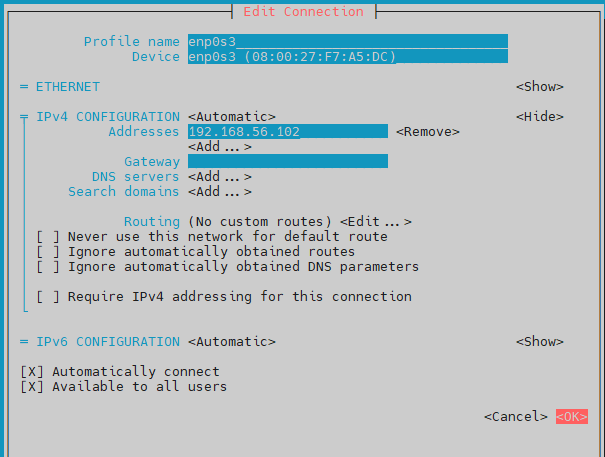 Edit Connection
Profile name enp0s3
Device enp0s3 (08:00:27:F7:A5:DC)
= ETHERNET <Show>
IPv4 CONFIGURATION <Automatic> <Hide>
Addresses 192.168.56.102 <Remove>
<Add...>
Gateway
DNS servers <Add...>
Search domains <Add...>
Routing (No custom routes) <Edit...>
[ ] Never use this network for default route
[ ] Ignore automatically obtained routes
[ ] Ignore automatically obtained DNS parameters
[ ] Require IPv4 addressing for this connection
= IPv6 CONFIGURATION <Automatic> <Show>
[X] Automatically connect
[X] Available to all users
<Cancel> <OK>